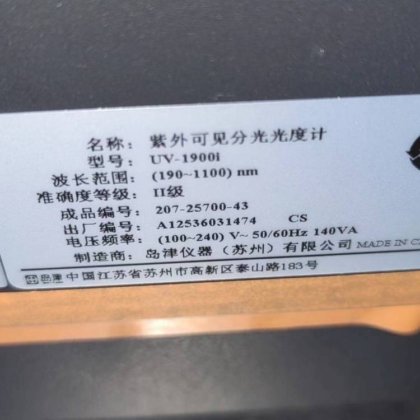 名称: 紫外可见分光光度计
型号: UV-1900i
波长范围: (190~1100) nm
准确度等级: II级
成品编号: 207-25700-43
出厂编号: A12536031474 CS
电压频率: (100~240) V~ 50/60Hz 140VA
制造商: 岛津仪器 (苏州) 有限公司 MADE IN C
岛津 中国江苏省苏州市高新区泰山路183号